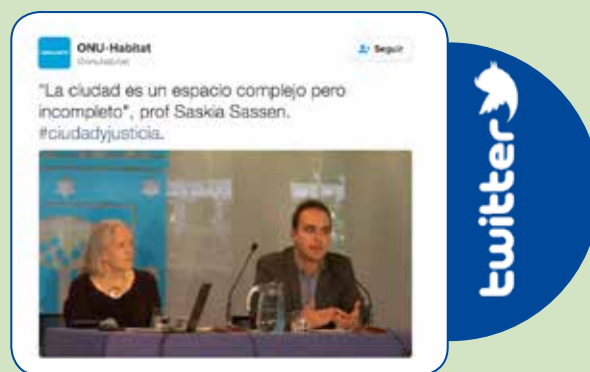 ONU-Habitat
Seguir
"La ciudad es un espacio complejo pero
incompleto", prof Saskia Sassen.
#ciudadyjusticia.
twitter